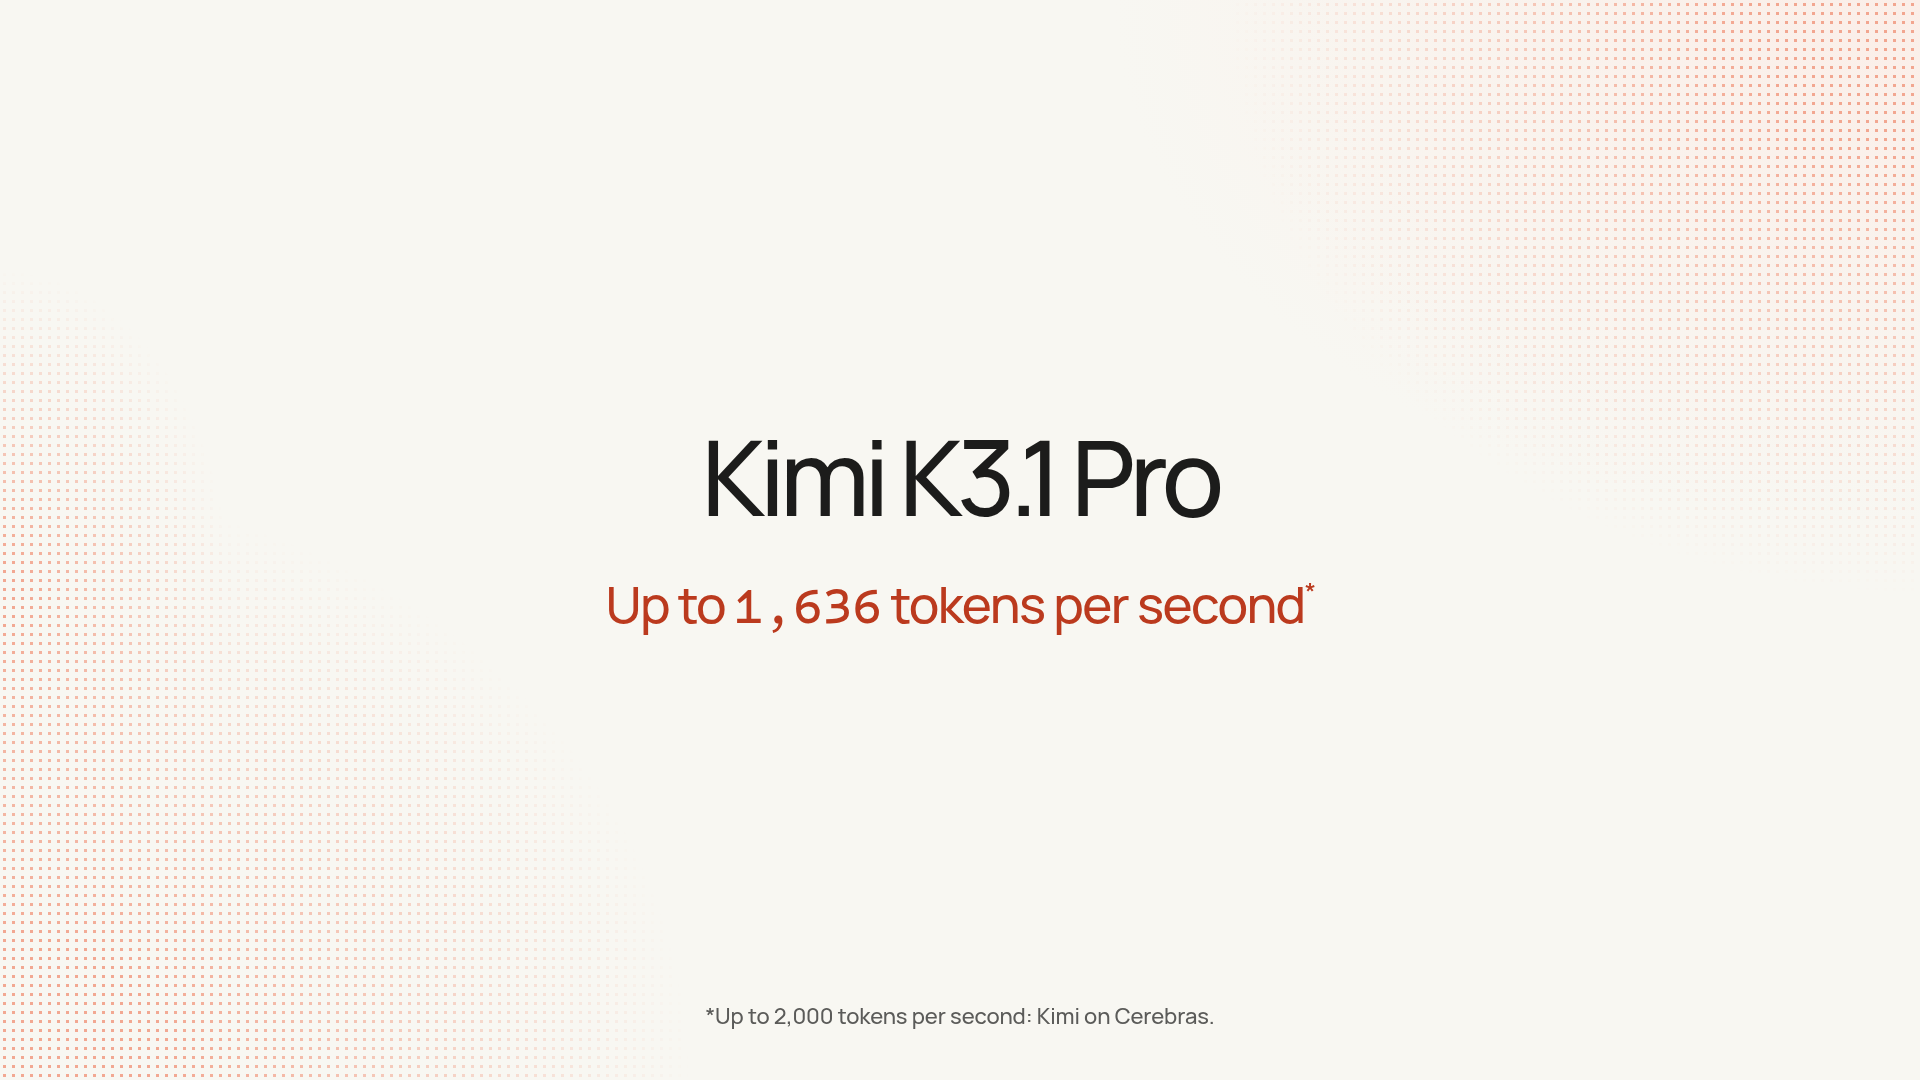 Kimi K3.1 Pro
Up to 1,636 tokens per second*
*Up to 2,000 tokens per second: Kimi on Cerebras.